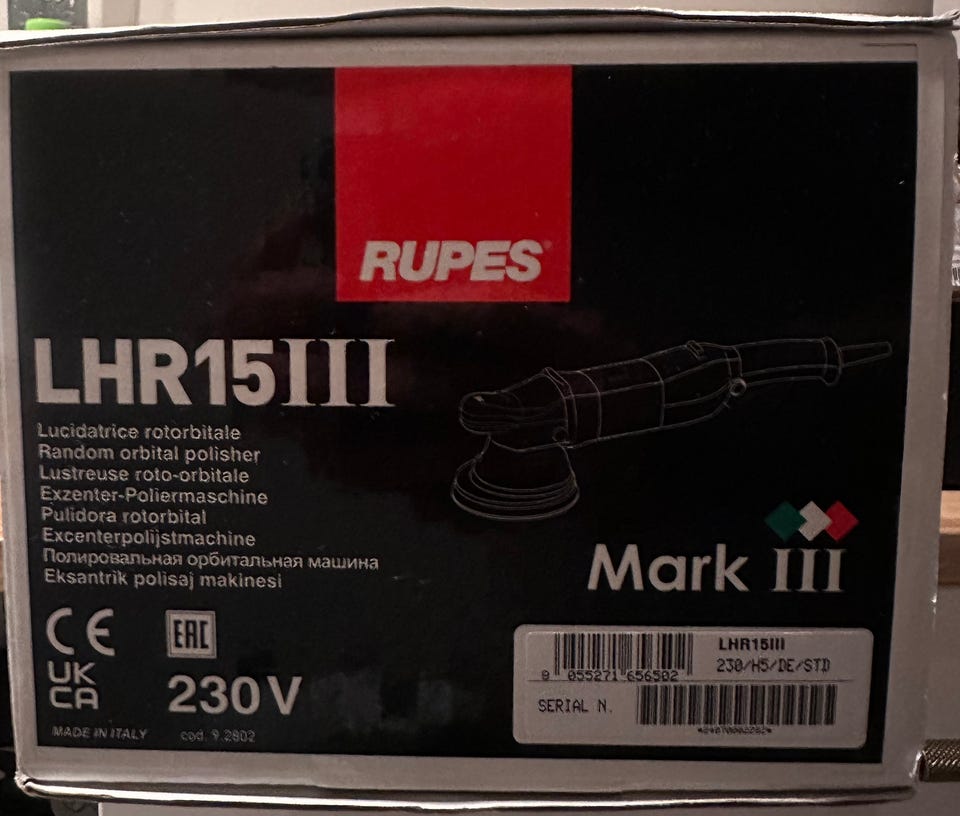 RUPES
LHR15III
Lucidatrice rotorbitale
Random orbital polisher
Lustreuse roto-orbitale
Exzenter-Poliermaschine
Pulidora rotorbital
Excenterpolijstmachine
Полировальная орбитальная машина
Eksantrik polisaj makinesi
Mark III
CE
EAC
UK
CA
230V
MADE IN ITALY
cod. 9.2802
LHR15III
230/H5/DE/STD
9 055271 656502
SERIAL N.